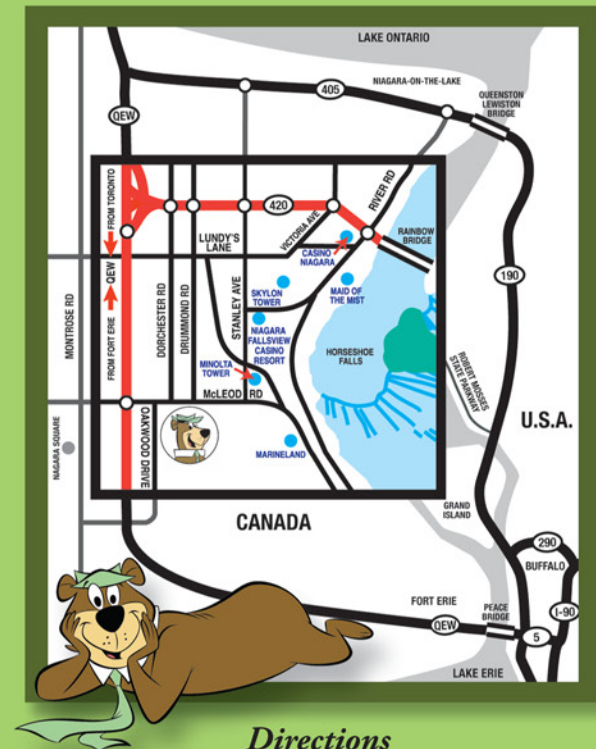 LAKE ONTARIO
NIAGARA-ON-THE-LAKE
405
QUEENSTON
LEWISTON
BRIDGE
QEW
FROM TORONTO
QEW
FROM FORT ERIE
MONTROSE RD
420
RIVER RD
VICTORIA AVE
LUNDY'S
LANE
CASINO
NIAGARA
RAINBOW
BRIDGE
190
DORCHESTER RD
DRUMMOND RD
STANLEY AVE
SKYLON
TOWER
MAID OF
THE MIST
NIAGARA
FALLSVIEW
CASINO
RESORT
MINOLTA
TOWER
HORSESHOE
FALLS
McLEOD RD
ROBERT MOSSES
STATE PARKWAY
U.S.A.
NAGARA SQUARE
OAKWOOD DRIVE
MARINELAND
CANADA
GRAND
ISLAND
290
BUFFALO
FORT ERIE
QEW
PEACE
BRIDGE
5
I-90
LAKE ERIE
Directions